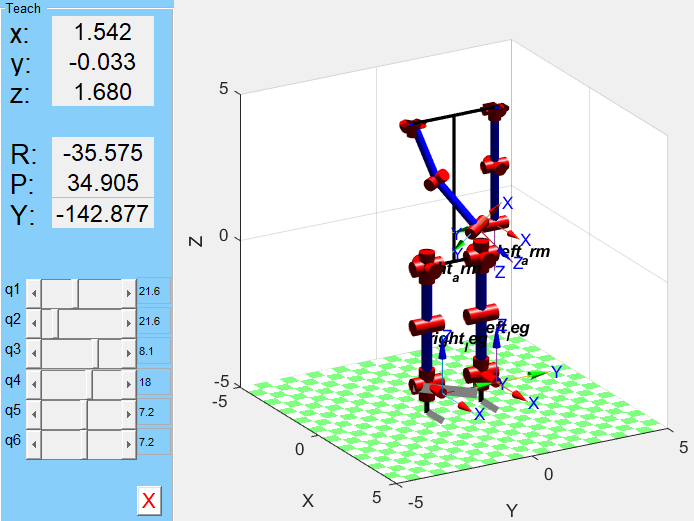 Teach
x: 1.542
y: -0.033
z: 1.680
R: -35.575
P: 34.905
Y: -142.877
q1 21.6
q2 21.6
q3 8.1
q4 18
q5 7.2
q6 7.2
X
5
0
-5
Z
-5
0
5
X
-5
0
5
Y
X
Y
X
Y
Z
Z
left_arm
right_leg
Z
Y
X
Y
X